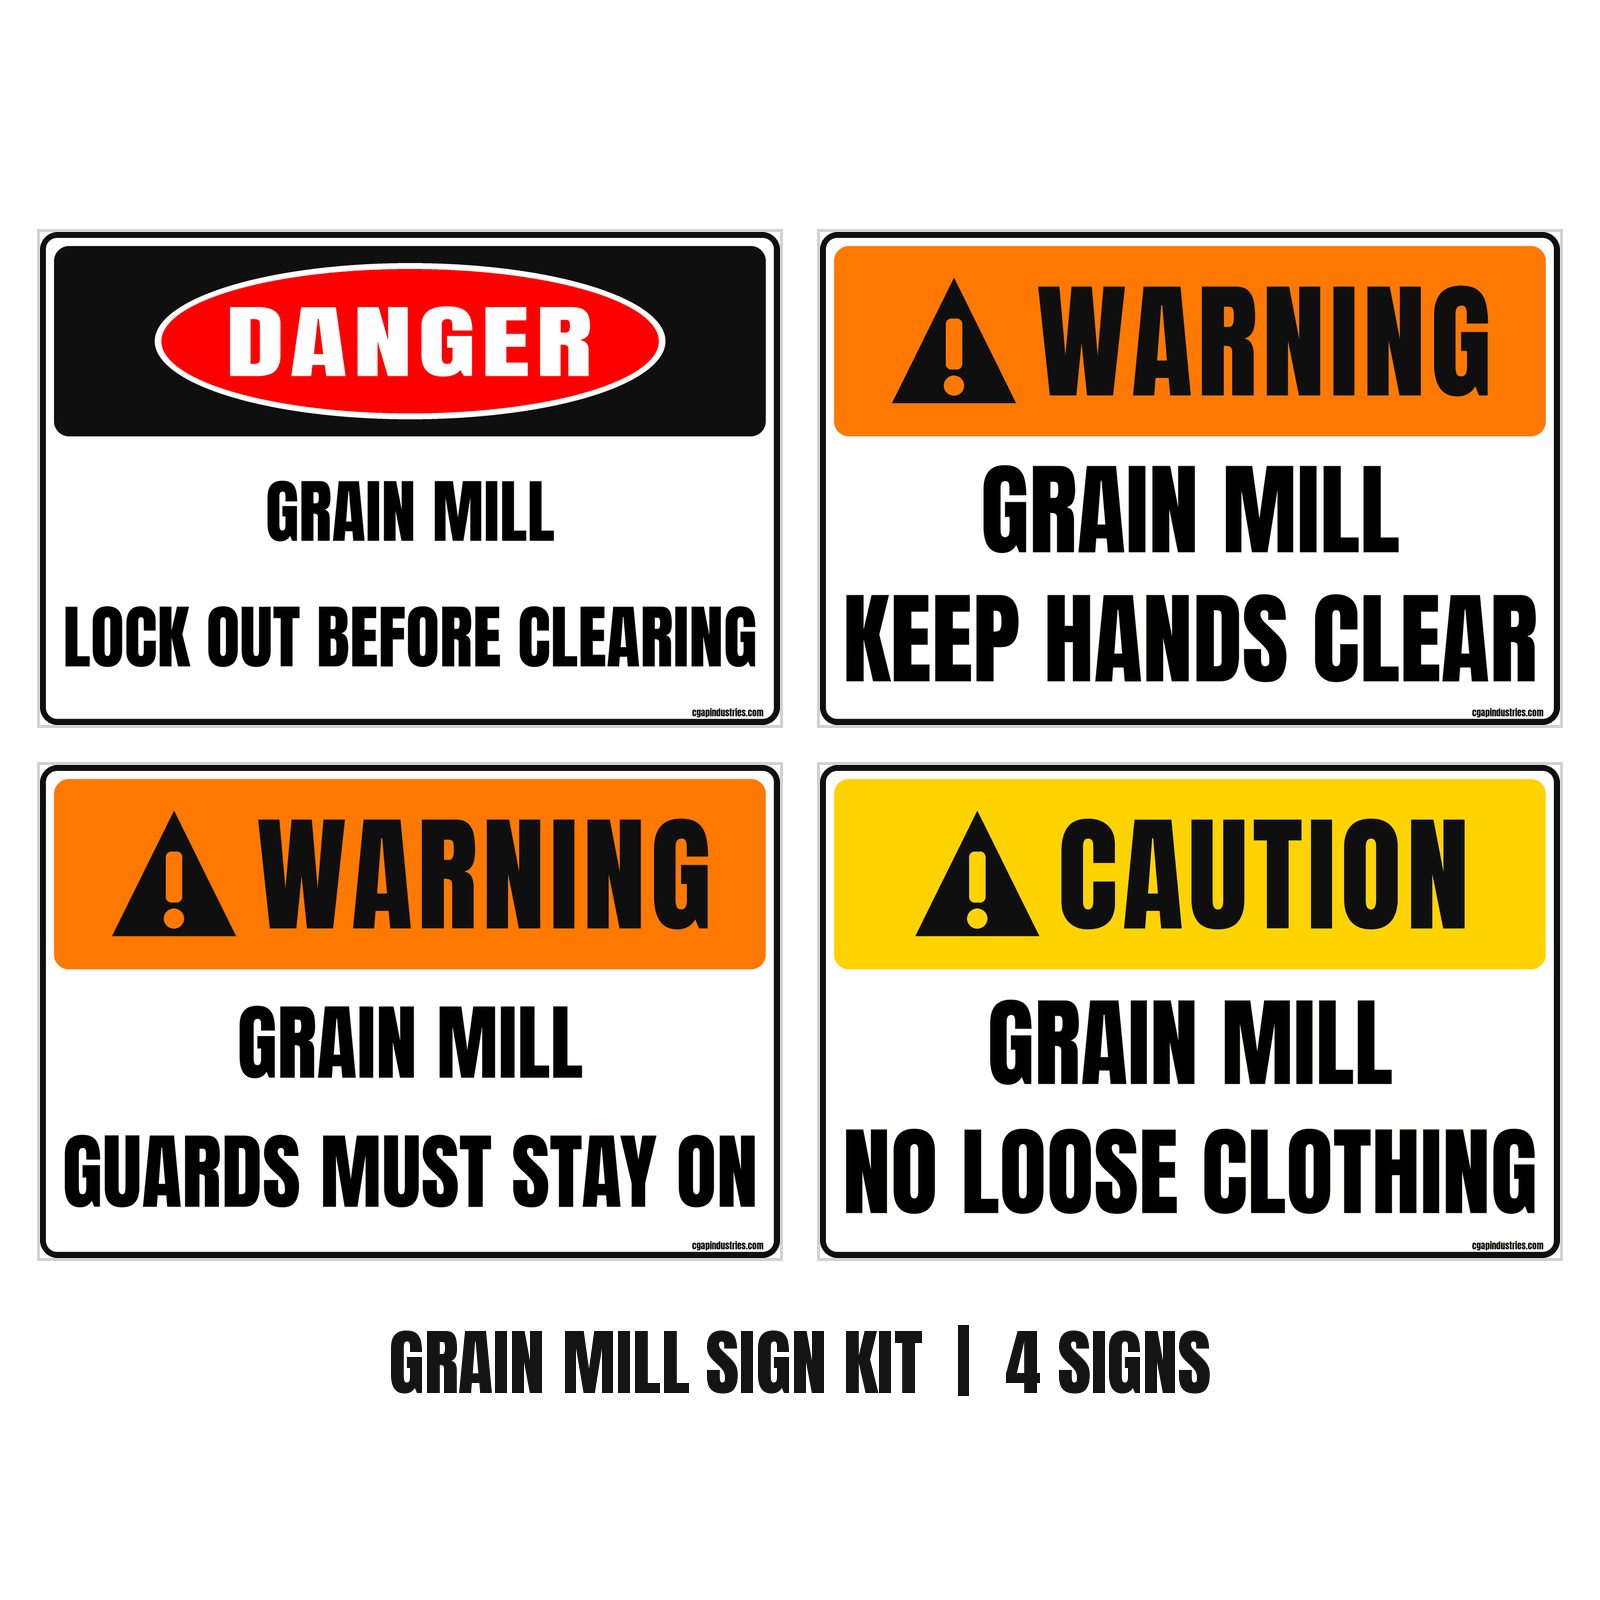 DANGER
GRAIN MILL
LOCK OUT BEFORE CLEARING
cgapindustries.com
WARNING
GRAIN MILL
KEEP HANDS CLEAR
cgapindustries.com
WARNING
GRAIN MILL
GUARDS MUST STAY ON
cgapindustries.com
CAUTION
GRAIN MILL
NO LOOSE CLOTHING
cgapindustries.com
GRAIN MILL SIGN KIT | 4 SIGNS